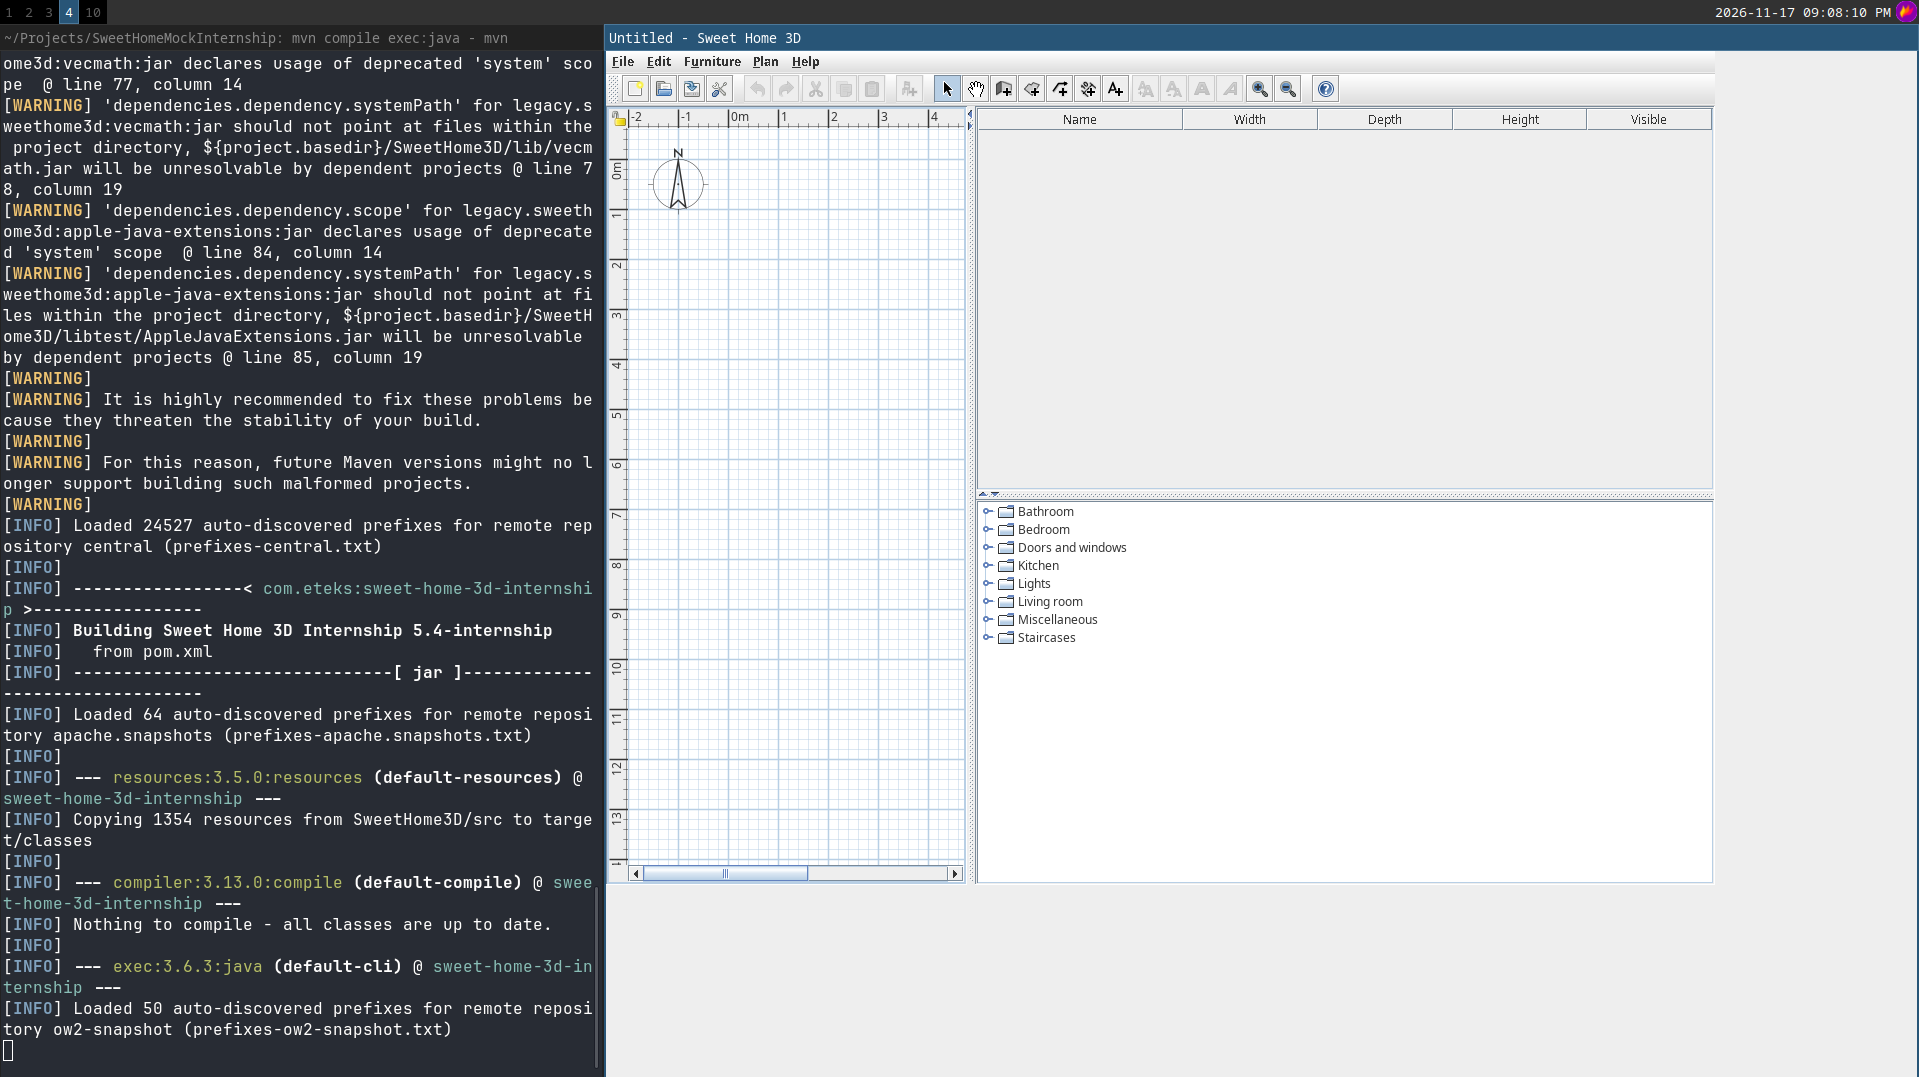 1 2 3 4 10
2026-11-17 09:08:10 PM
~/Projects/SweetHomeMockInternship: mvn compile exec:java - mvn
ome3d:vecmath:jar declares usage of deprecated 'system' sco
pe  @ line 77, column 14
[WARNING] 'dependencies.dependency.systemPath' for legacy.s
weethome3d:vecmath:jar should not point at files within the
 project directory, ${project.basedir}/SweetHome3D/lib/vecm
ath.jar will be unresolvable by dependent projects @ line 7
8, column 19
[WARNING] 'dependencies.dependency.scope' for legacy.sweeth
ome3d:apple-java-extensions:jar declares usage of deprecate
d 'system' scope  @ line 84, column 14
[WARNING] 'dependencies.dependency.systemPath' for legacy.s
weethome3d:apple-java-extensions:jar should not point at fi
les within the project directory, ${project.basedir}/SweetH
ome3D/libtest/AppleJavaExtensions.jar will be unresolvable
by dependent projects @ line 85, column 19
[WARNING]
[WARNING] It is highly recommended to fix these problems be
cause they threaten the stability of your build.
[WARNING]
[WARNING] For this reason, future Maven versions might no l
onger support building such malformed projects.
[WARNING]
[INFO] Loaded 24527 auto-discovered prefixes for remote rep
ository central (prefixes-central.txt)
[INFO]
[INFO] -----------------< com.eteks:sweet-home-3d-internshi
p >-----------------
[INFO] Building Sweet Home 3D Internship 5.4-internship
[INFO]   from pom.xml
[INFO] --------------------------------[ jar ]-------------
--------------------
[INFO] Loaded 64 auto-discovered prefixes for remote reposi
tory apache.snapshots (prefixes-apache.snapshots.txt)
[INFO]
[INFO] --- resources:3.5.0:resources (default-resources) @
sweet-home-3d-internship ---
[INFO] Copying 1354 resources from SweetHome3D/src to targe
t/classes
[INFO]
[INFO] --- compiler:3.13.0:compile (default-compile) @ swee
t-home-3d-internship ---
[INFO] Nothing to compile - all classes are up to date.
[INFO]
[INFO] --- exec:3.6.3:java (default-cli) @ sweet-home-3d-in
ternship ---
[INFO] Loaded 50 auto-discovered prefixes for remote reposi
tory ow2-snapshot (prefixes-ow2-snapshot.txt)
Untitled - Sweet Home 3D
File Edit Furniture Plan Help
-2 -1 0m 1 2 3 4
N
0m
1
2
3
4
5
6
7
8
9
10
11
12
13
Name Width Depth Height Visible
Bathroom
Bedroom
Doors and windows
Kitchen
Lights
Living room
Miscellaneous
Staircases